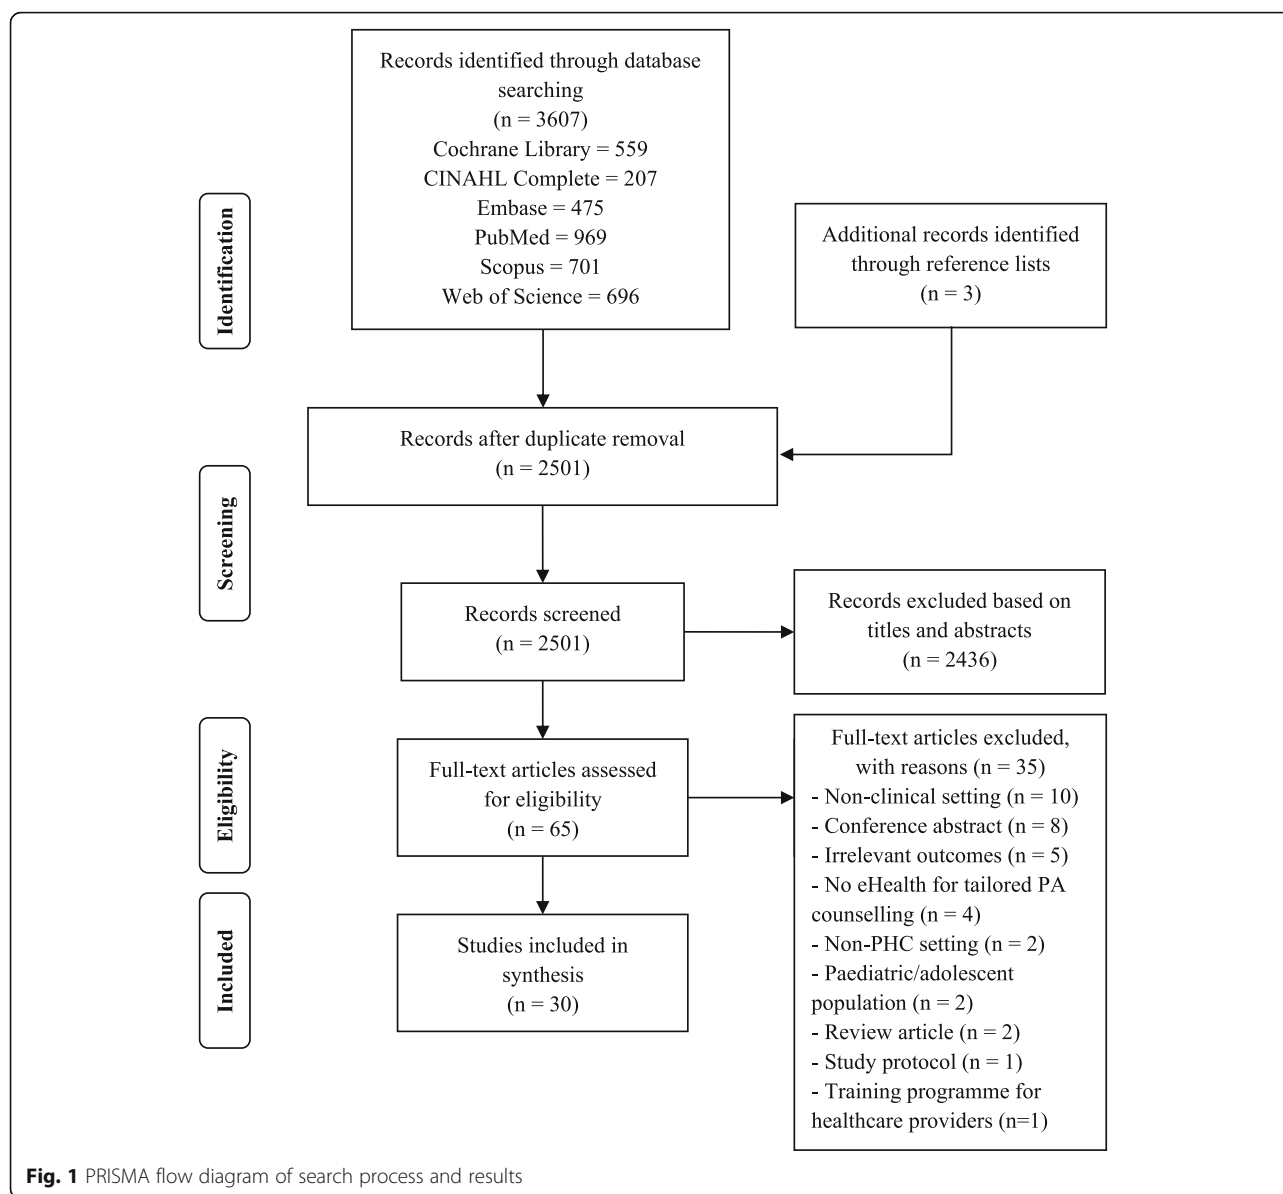 Records identified through database
searching
(n = 3607)
Cochrane Library = 559
CINAHL Complete = 207
Embase = 475
PubMed = 969
Scopus = 701
Web of Science = 696
Identification
Additional records identified
through reference lists
(n = 3)
Records after duplicate removal
(n = 2501)
Screening
Records screened
(n = 2501)
Records excluded based on
titles and abstracts
(n = 2436)
Eligibility
Full-text articles assessed
for eligibility
(n = 65)
Full-text articles excluded,
with reasons (n = 35)
- Non-clinical setting (n = 10)
- Conference abstract (n = 8)
- Irrelevant outcomes (n = 5)
- No eHealth for tailored PA
counselling (n = 4)
- Non-PHC setting (n = 2)
- Paediatric/adolescent
population (n = 2)
- Review article (n = 2)
- Study protocol (n = 1)
- Training programme for
healthcare providers (n=1)
Included
Studies included in
synthesis
(n = 30)
Fig. 1 PRISMA flow diagram of search process and results